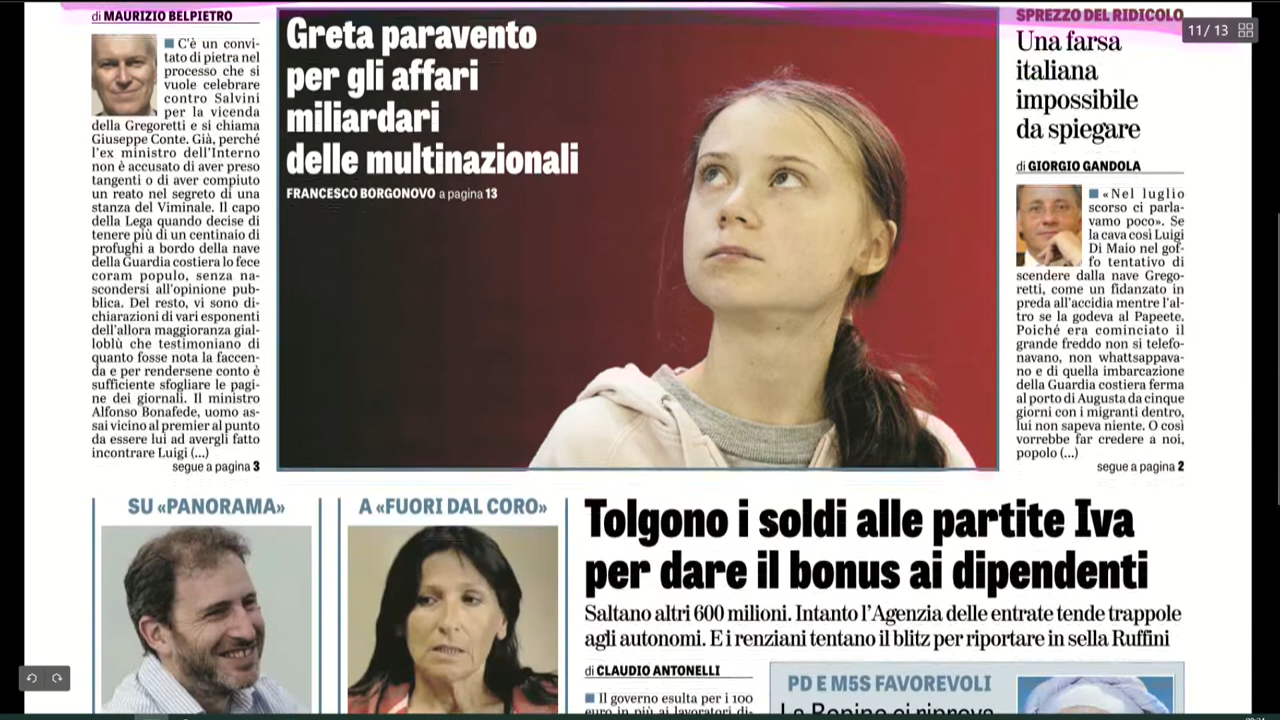 di MAURIZIO BELPIETRO
■ C'è un convi-
tato di pietra nel
processo che si
vuole celebrare
contro Salvini
per la vicenda
della Gregoretti e si chiama
Giuseppe Conte. Già, perché
l'ex ministro dell'Interno
non è accusato di aver preso
tangenti o di aver compiuto
un reato nel segreto di una
stanza del Viminale. Il capo
della Lega quando decise di
tenere più di un centinaio di
profughi a bordo della nave
della Guardia costiera lo fece
coram populo, senza na-
scondersi all'opinione pub-
blica. Del resto, vi sono di-
chiarazioni di vari esponenti
dell'allora maggioranza gial-
loblù che testimoniano di
quanto fosse nota la faccen-
da e per rendersene conto è
sufficiente sfogliare le pagi-
ne dei giornali. Il ministro
Alfonso Bonafede, uomo as-
sai vicino al premier al punto
da essere lui ad avergli fatto
incontrare Luigi (...)
segue a pagina 3
Greta paravento
per gli affari
miliardari
delle multinazionali
FRANCESCO BORGONOVO a pagina 13
SPREZZO DEL RIDICOLO
11/ 13
Una farsa
italiana
impossibile
da spiegare
di GIORGIO GANDOLA
■ «Nel luglio
scorso ci parla-
vamo poco». Se
la cava così Luigi
Di Maio nel gof-
fo tentativo di
scendere dalla nave Grego-
retti, come un fidanzato in
preda all'accidia mentre l'al-
tro se la godeva al Papeete.
Poiché era cominciato il
grande freddo non si telefo-
navano, non whattsappava-
no e di quella imbarcazione
della Guardia costiera ferma
al porto di Augusta da cinque
giorni con i migranti dentro,
lui non sapeva niente. O così
vorrebbe far credere a noi,
popolo (...)
segue a pagina 2
SU «PANORAMA»
A «FUORI DAL CORO»
Tolgono i soldi alle partite Iva
per dare il bonus ai dipendenti
Saltano altri 600 milioni. Intanto l'Agenzia delle entrate tende trappole
agli autonomi. E i renziani tentano il blitz per riportare in sella Ruffini
di CLAUDIO ANTONELLI
■ Il governo esulta per i 100
euro in più ai lavoratori di-
PD E M5S FAVOREVOLI